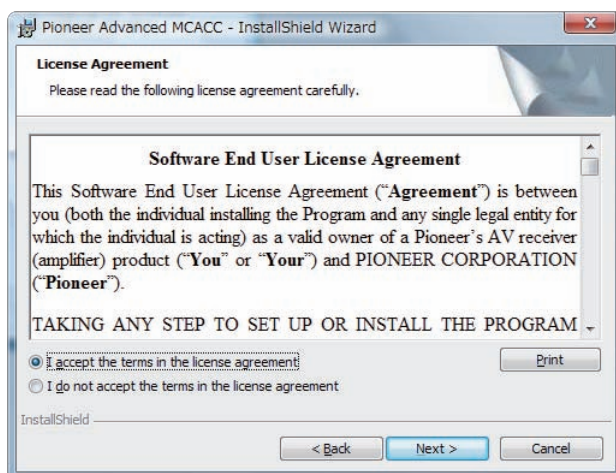 Pioneer Advanced MCACC - InstallShield Wizard
License Agreement
Please read the following license agreement carefully.
Software End User License Agreement
This Software End User License Agreement (“Agreement”) is between
you (both the individual installing the Program and any single legal entity for
which the individual is acting) as a valid owner of a Pioneer’s AV receiver
(amplifier) product (“You” or “Your”) and PIONEER CORPORATION
(“Pioneer”).
TAKING ANY STEP TO SET UP OR INSTALL THE PROGRAM
I accept the terms in the license agreement
Print
I do not accept the terms in the license agreement
InstallShield
< Back
Next >
Cancel